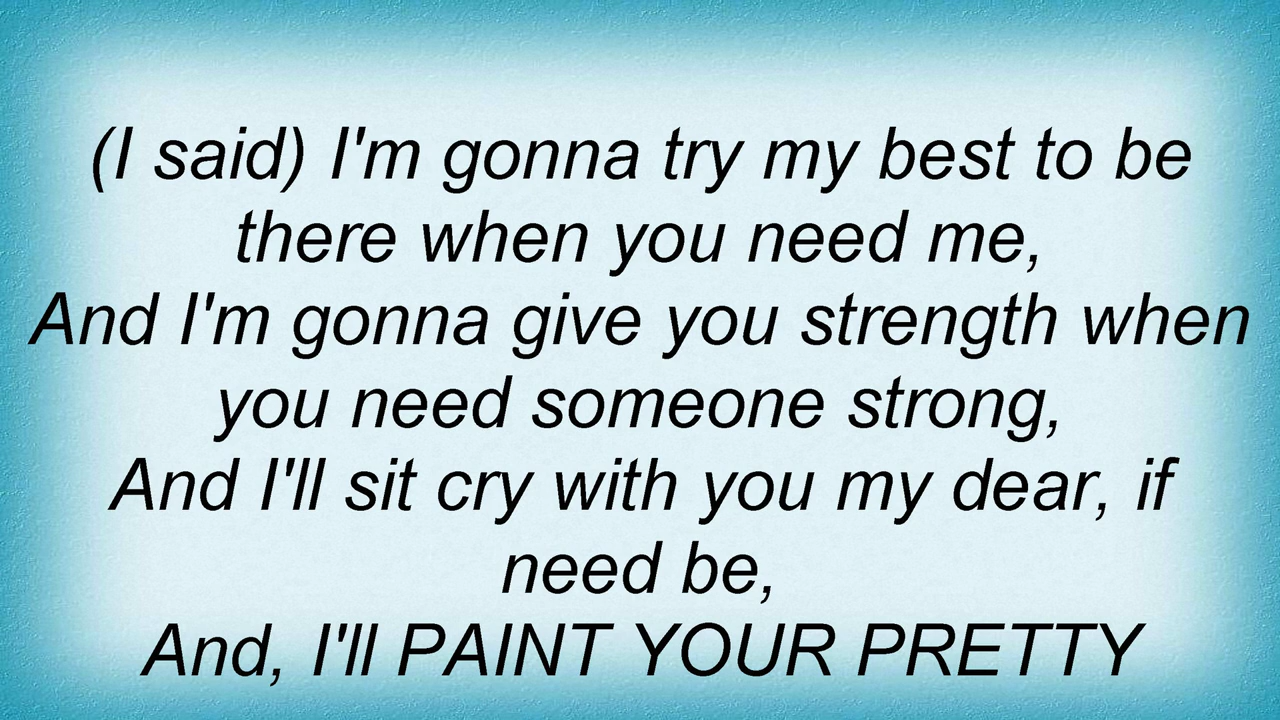 (I said) I'm gonna try my best to be
there when you need me,
And I'm gonna give you strength when
you need someone strong,
And I'll sit cry with you my dear, if
need be,
And, I'll PAINT YOUR PRETTY